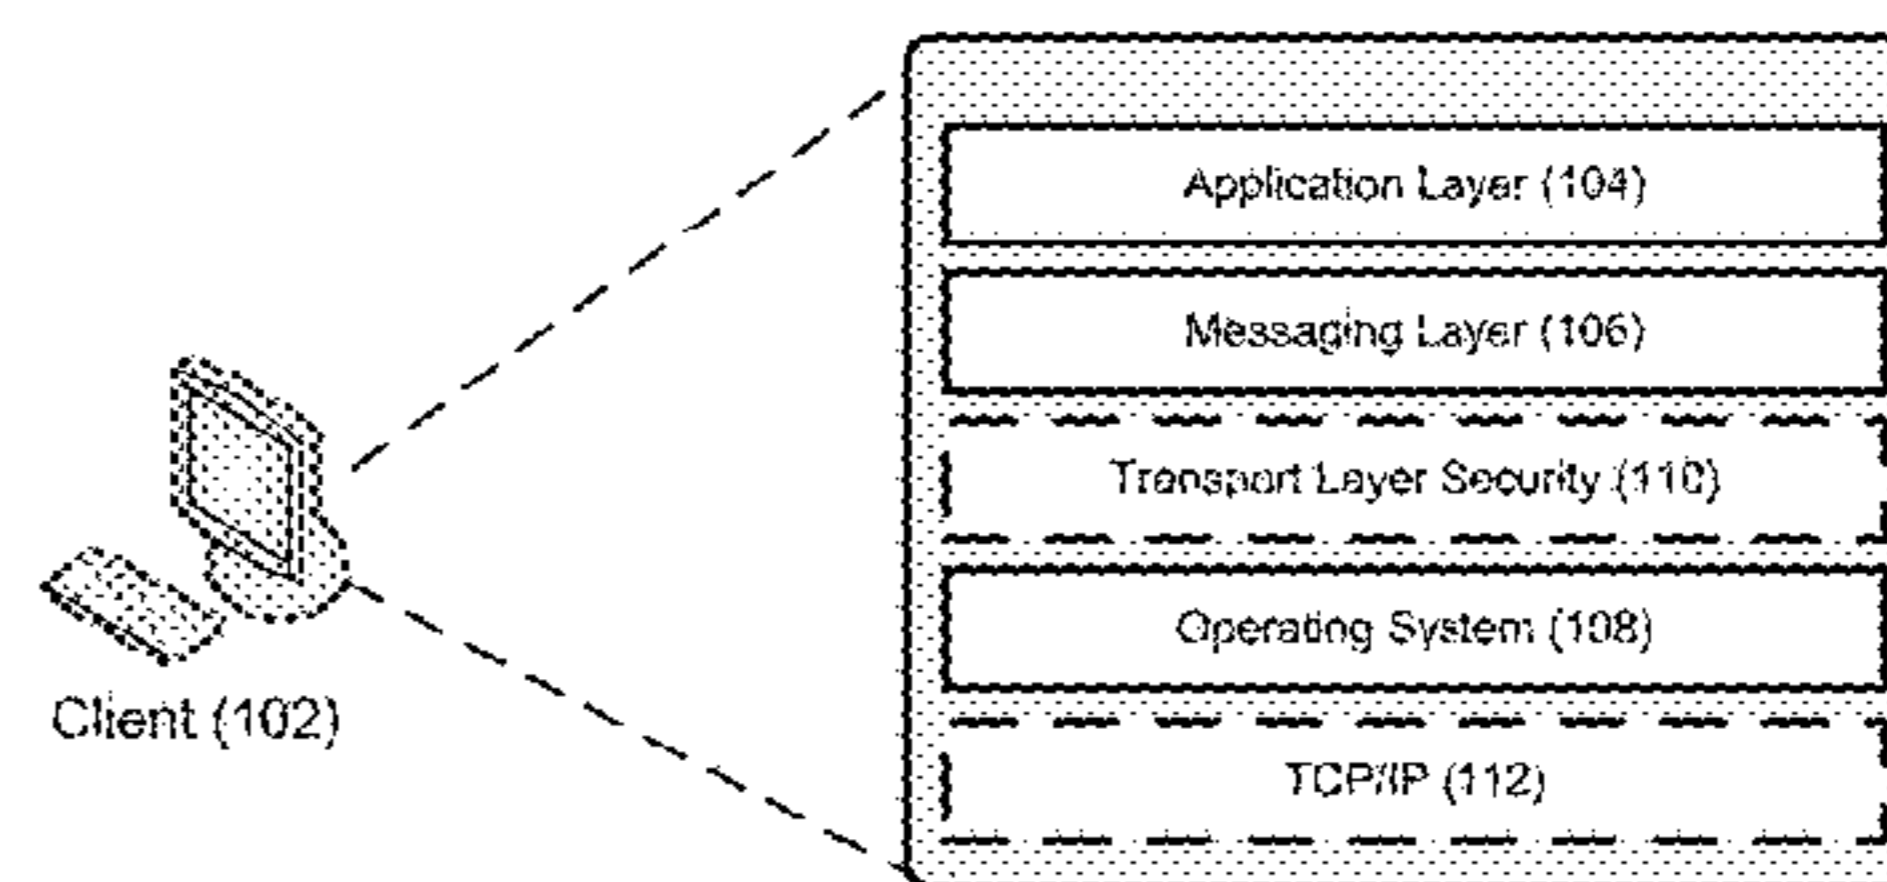 Application Layer (104)
Messaging Layer (106)
Transport Layer Security (110)
Operating System (108)
Client (102)
TCP/IP (112)